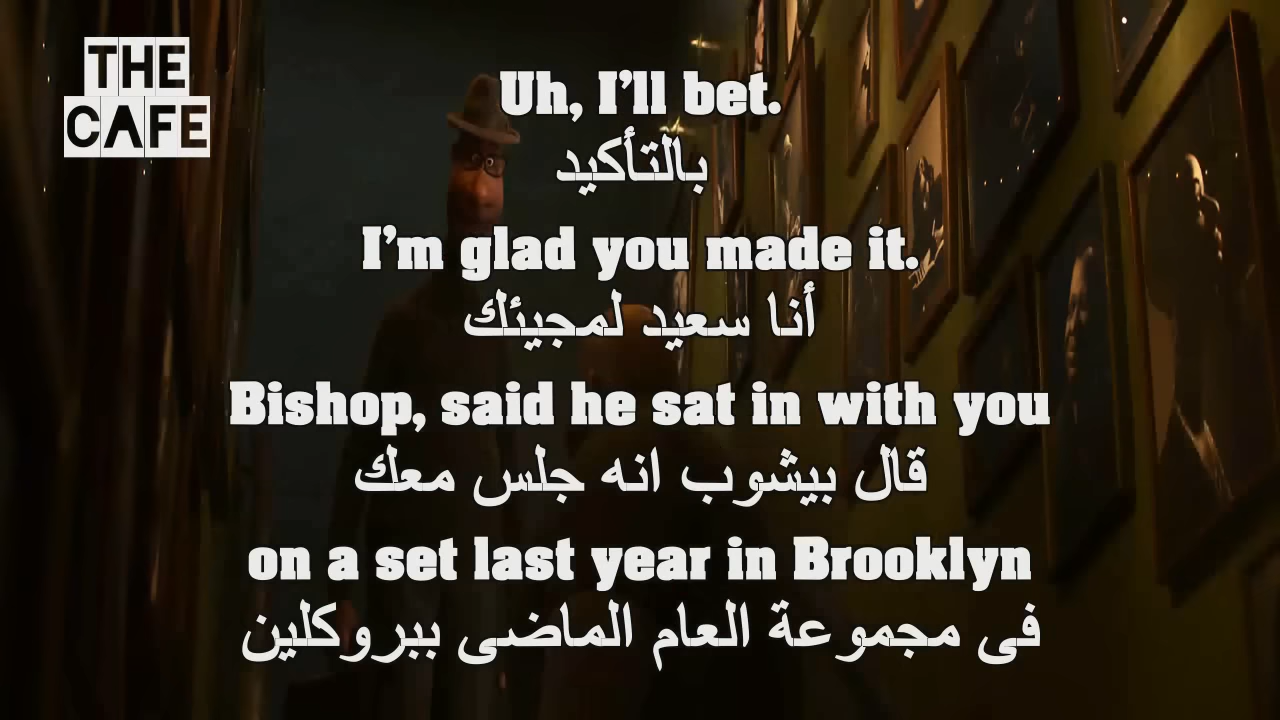 THE
CAFE
Uh, I'll bet.
بالتأكيد
I'm glad you made it.
أنا سعيد لمجيئك
Bishop, said he sat in with you
قال بيشوب انه جلس معك
on a set last year in Brooklyn
فى مجموعة العام الماضى ببروكلين